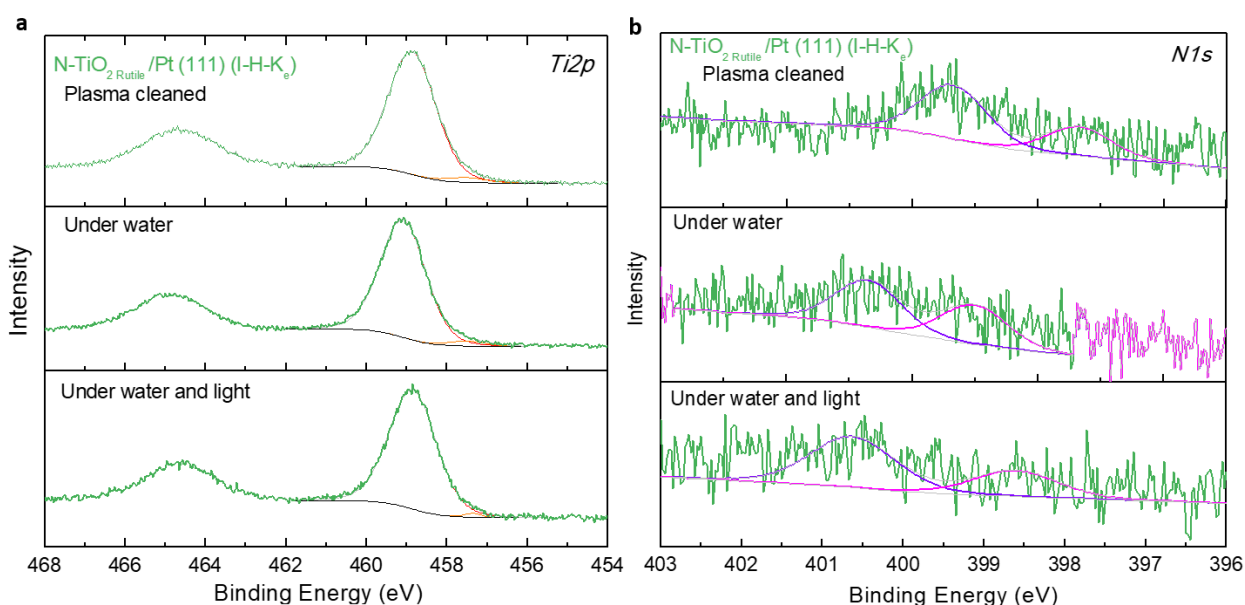 a
N-TiO2 Rutile /Pt (111) (I-H-Ke)
Ti2p
Plasma cleaned
Under water
Under water and light
Intensity
468 466 464 462 460 458 456 454
Binding Energy (eV)
b
N-TiO2 Rutile /Pt (111) (I-H-Ke)
N1s
Plasma cleaned
Under water
Under water and light
Intensity
403 402 401 400 399 398 397 396
Binding Energy (eV)